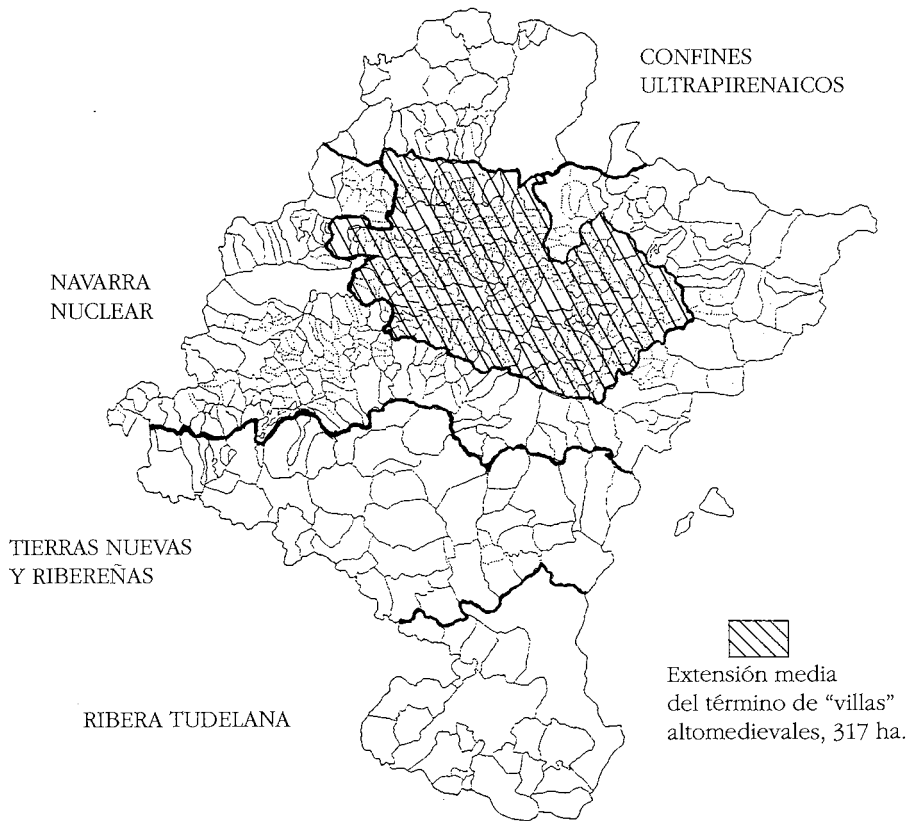 CONFINES
ULTRAPIRENAICOS
NAVARRA
NUCLEAR
TIERRAS NUEVAS
Y RIBEREÑAS
RIBERA TUDELANA
Extensión media
del término de “villas”
altomedievales, 317 ha.